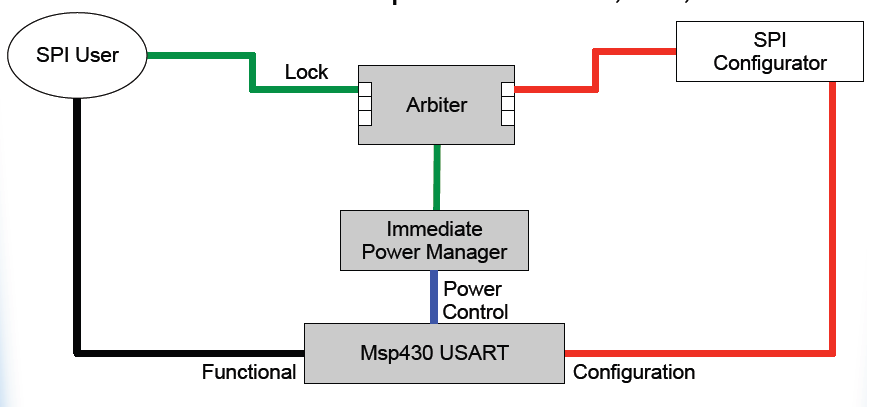 SPI User
Lock
Arbiter
SPI
Configurator
Immediate
Power Manager
Power
Control
Msp430 USART
Functional
Configuration